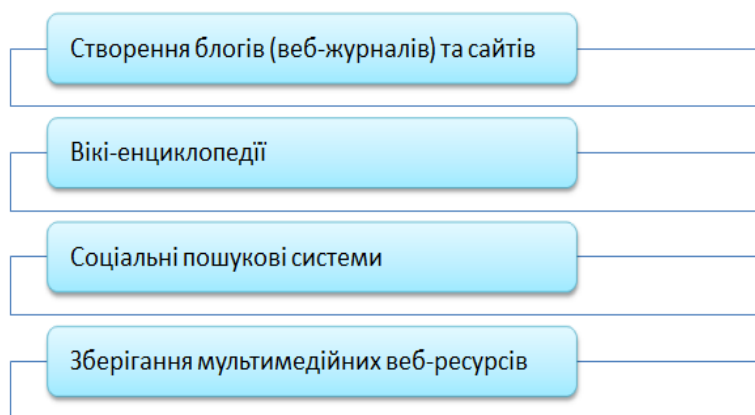 Створення блогів (веб-журналів) та сайтів
Вікі-енциклопедії
Соціальні пошукові системи
Зберігання мультимедійних веб-ресурсів